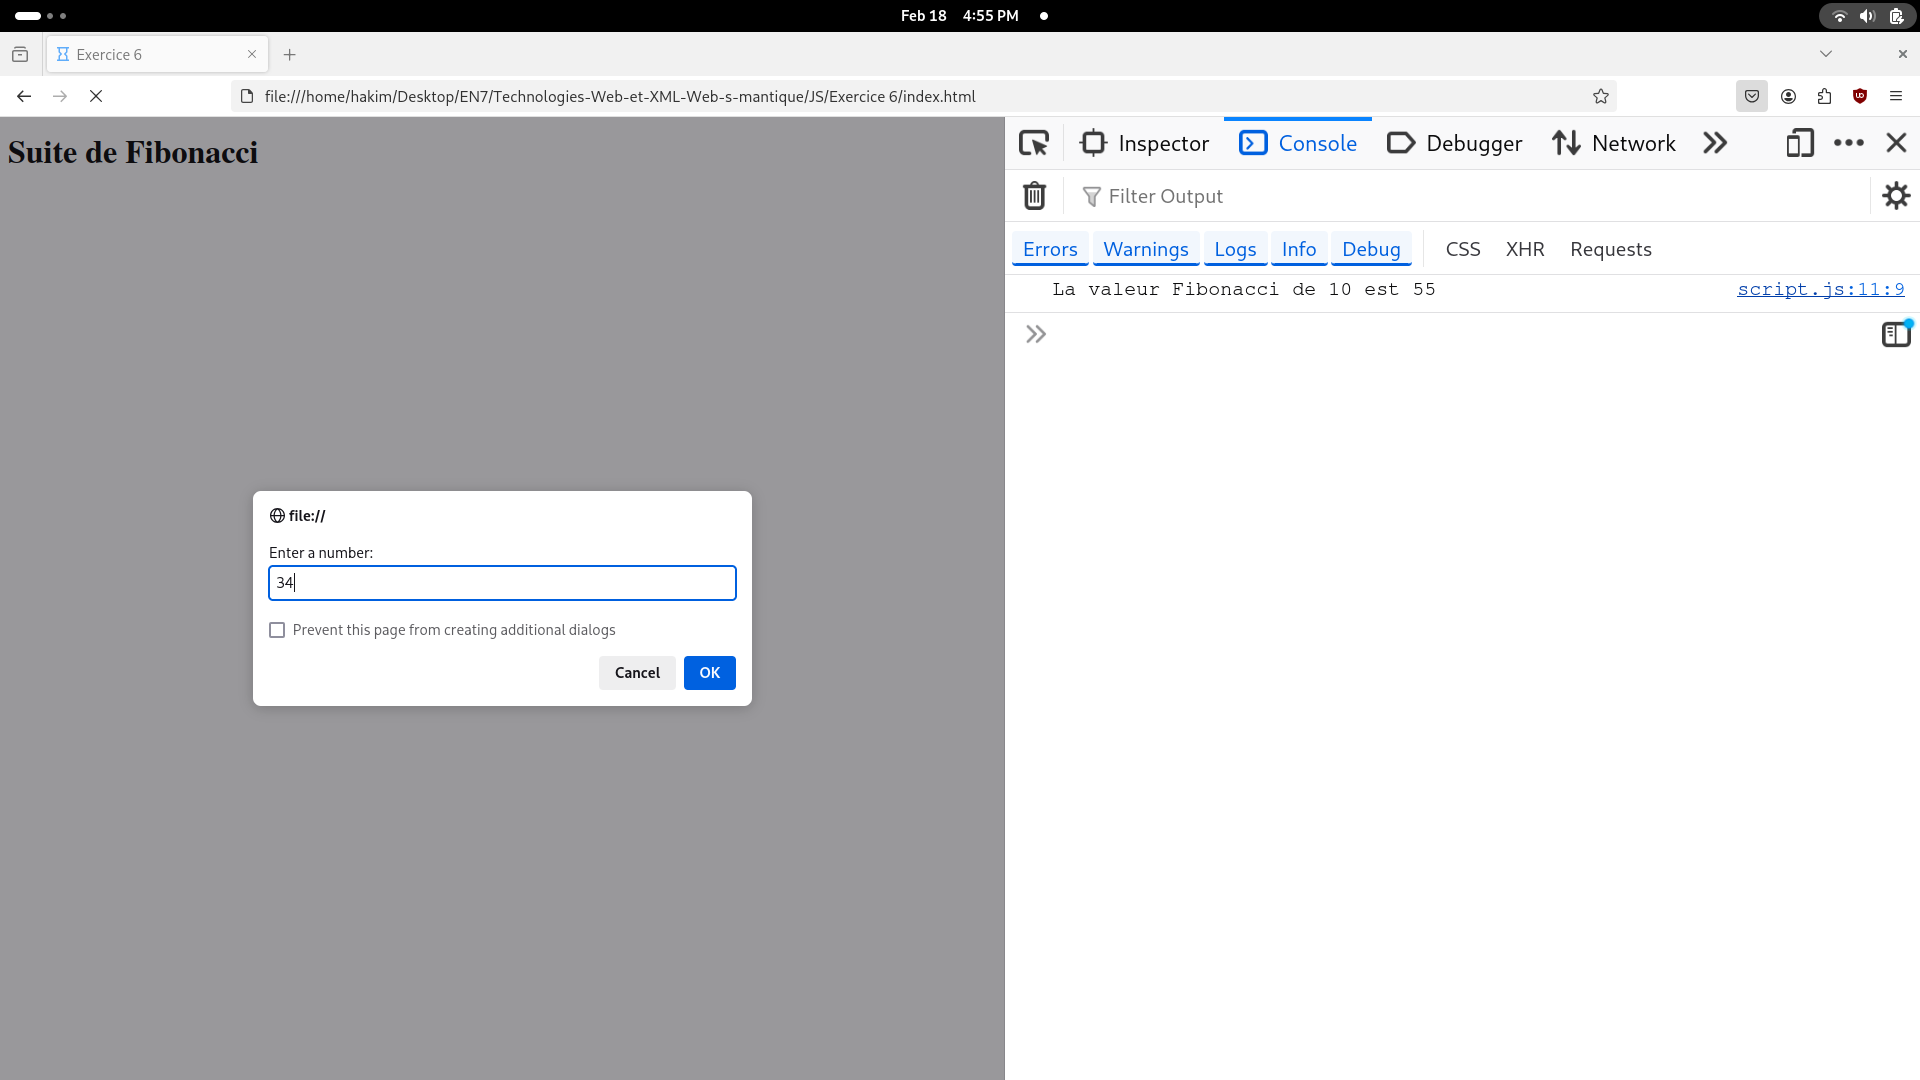 Feb 18 4:55 PM
Exercice 6
file:///home/hakim/Desktop/EN7/Technologies-Web-et-XML-Web-s-mantique/JS/Exercice 6/index.html
Suite de Fibonacci
Inspector
Console
Debugger
Network
Filter Output
Errors
Warnings
Logs
Info
Debug
CSS
XHR
Requests
La valeur Fibonacci de 10 est 55
script.js:11:9
file://
Enter a number:
34
Prevent this page from creating additional dialogs
Cancel
OK